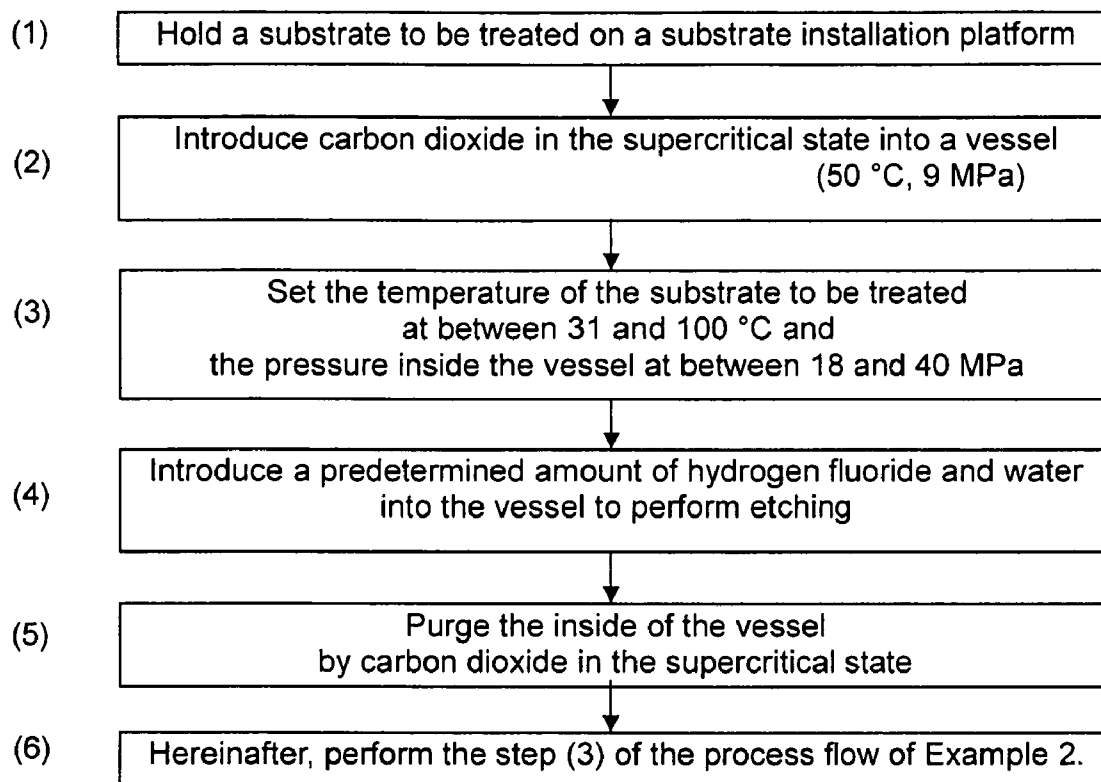 (1) Hold a substrate to be treated on a substrate installation platform
(2) Introduce carbon dioxide in the supercritical state into a vessel
(50 °C, 9 MPa)
(3) Set the temperature of the substrate to be treated
at between 31 and 100 °C and
the pressure inside the vessel at between 18 and 40 MPa
(4) Introduce a predetermined amount of hydrogen fluoride and water
into the vessel to perform etching
(5) Purge the inside of the vessel
by carbon dioxide in the supercritical state
(6) Hereinafter, perform the step (3) of the process flow of Example 2.